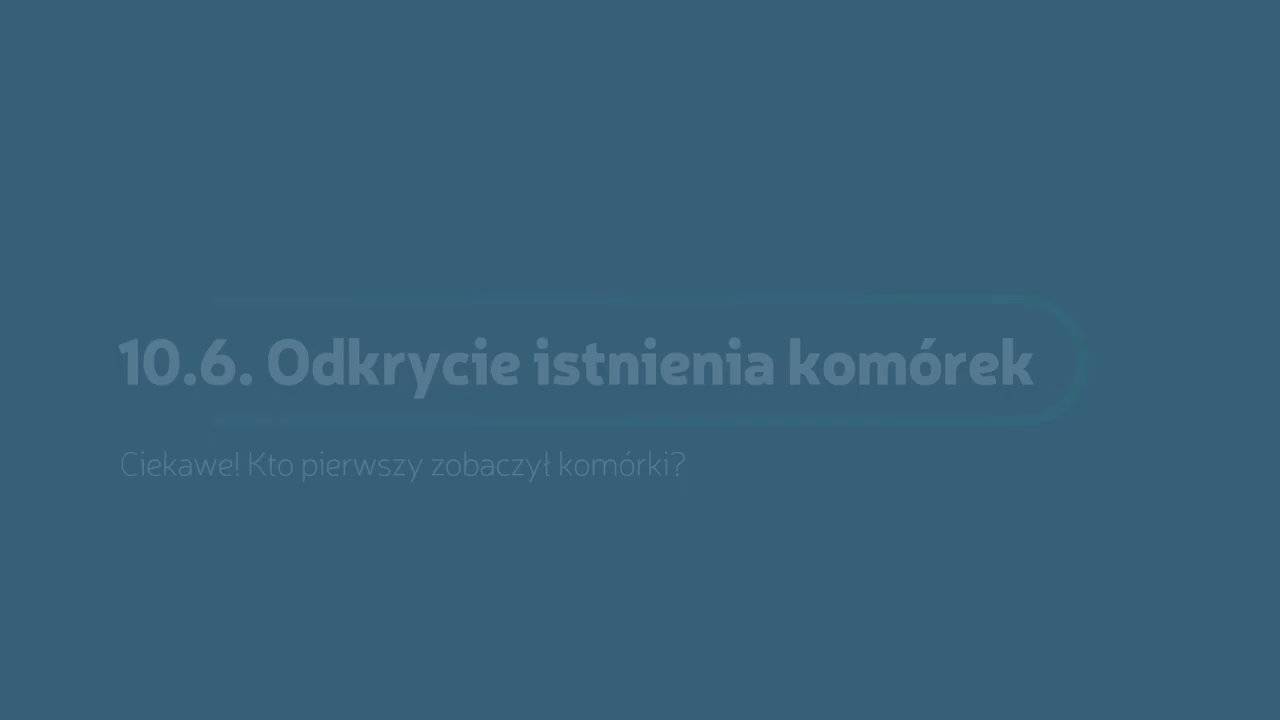 10.6. Odkrycie istnienia komórek
Ciekawe! Kto pierwszy zobaczył komórki?